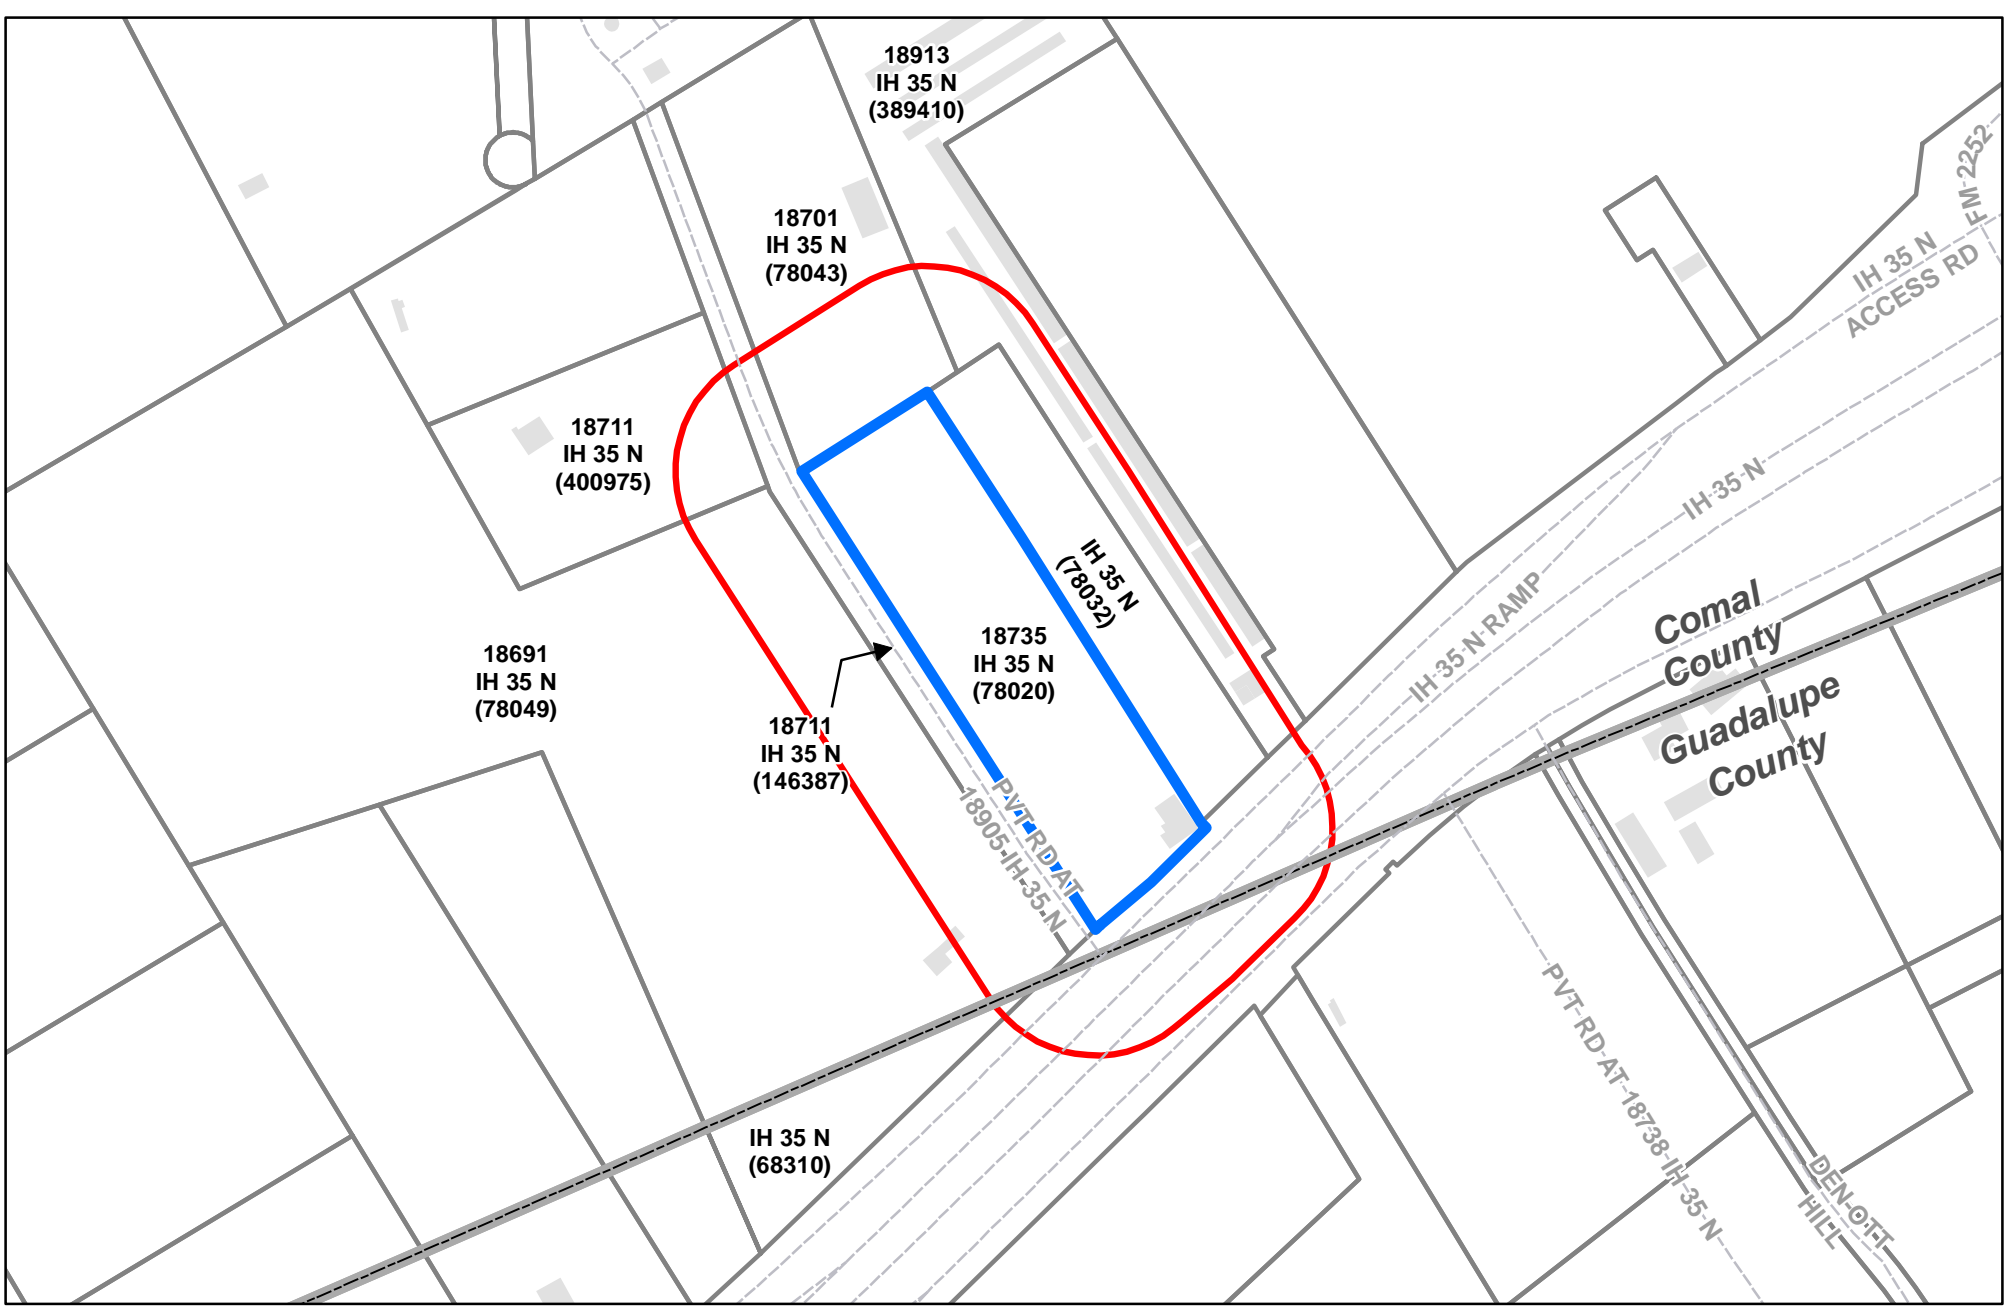 18913
IH 35 N
(389410)
FM 2252
18701
IH 35 N
(78043)
IH 35 N
ACCESS RD
18711
IH 35 N
(400975)
IH 35 N
IH 35 N
(78032)
IH 35 N RAMP
Comal
County
18735
IH 35 N
(78020)
18691
IH 35 N
(78049)
Guadalupe
County
18711
IH 35 N
(146387)
PVT RD AT
18905 IH 35 N
PVT RD AT 18738 IH 35 N
IH 35 N
(68310)
DEN OTT
HILL